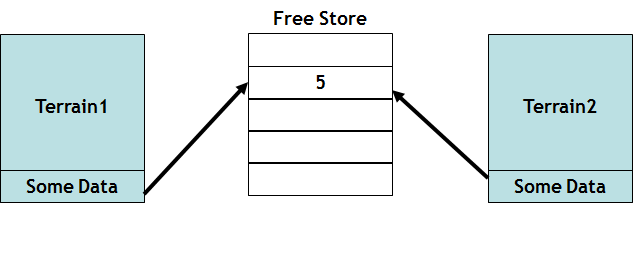 Free Store
Terrain1
5
Terrain2
Some Data
Some Data